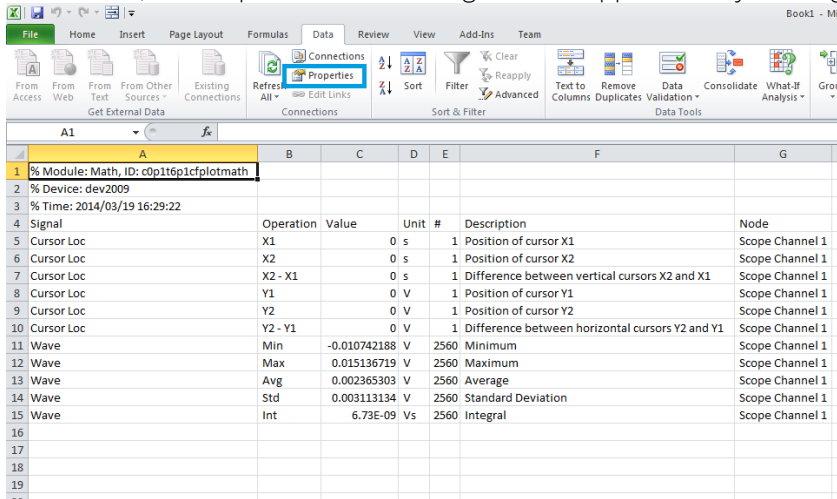 Book1 - Mi
File Home Insert Page Layout Formulas Data Review View Add-Ins Team
From Access
From Web
From Text
From Other Sources
Existing Connections
Get External Data
Refresh All
Connections
Properties
Edit Links
Connections
Sort
Filter
Clear
Reapply
Advanced
Sort & Filter
Text to Columns
Remove Duplicates
Data Validation
Consolidate
What-If Analysis
Data Tools
Grou
A1 fx
A B C D E F G
1 % Module: Math, ID: c0p1t6p1cfplotmath
2 % Device: dev2009
3 % Time: 2014/03/19 16:29:22
4 Signal Operation Value Unit # Description Node
5 Cursor Loc X1 0 s 1 Position of cursor X1 Scope Channel 1
6 Cursor Loc X2 0 s 1 Position of cursor X2 Scope Channel 1
7 Cursor Loc X2 - X1 0 s 1 Difference between vertical cursors X2 and X1 Scope Channel 1
8 Cursor Loc Y1 0 V 1 Position of cursor Y1 Scope Channel 1
9 Cursor Loc Y2 0 V 1 Position of cursor Y2 Scope Channel 1
10 Cursor Loc Y2 - Y1 0 V 1 Difference between horizontal cursors Y2 and Y1 Scope Channel 1
11 Wave Min -0.010742188 V 2560 Minimum Scope Channel 1
12 Wave Max 0.015136719 V 2560 Maximum Scope Channel 1
13 Wave Avg 0.002365303 V 2560 Average Scope Channel 1
14 Wave Std 0.003113134 V 2560 Standard Deviation Scope Channel 1
15 Wave Int 6.73E-09 Vs 2560 Integral Scope Channel 1
16
17
18
19